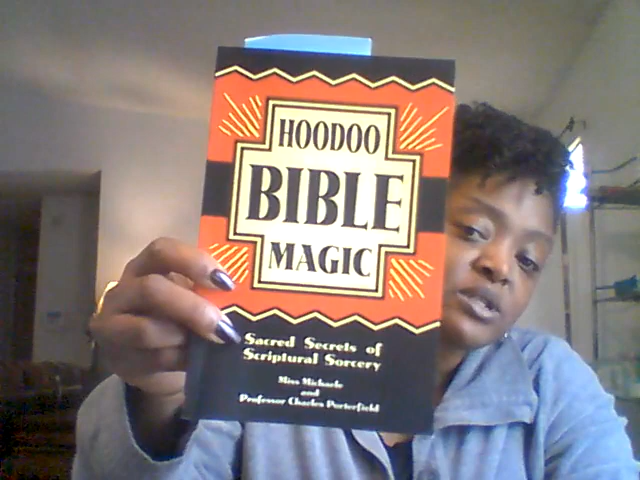 HOODOO
BIBLE
MAGIC
Sacred Secrets of
Scriptural Sorcery
Miss Michaele
and
Professor Charles Porterfield